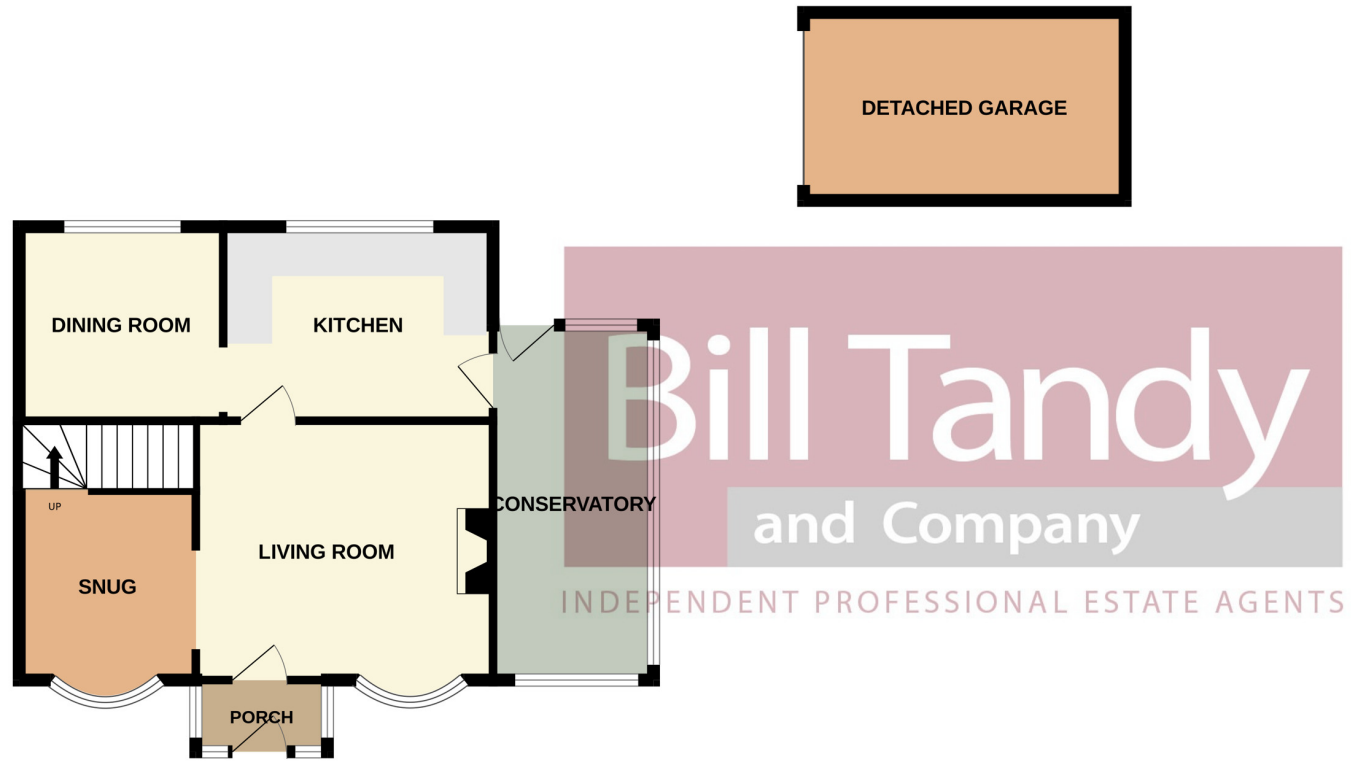 DETACHED GARAGE
DINING ROOM
KITCHEN
UP
CONSERVATORY
LIVING ROOM
SNUG
PORCH
Bill Tandy
and Company
INDEPENDENT PROFESSIONAL ESTATE AGENTS